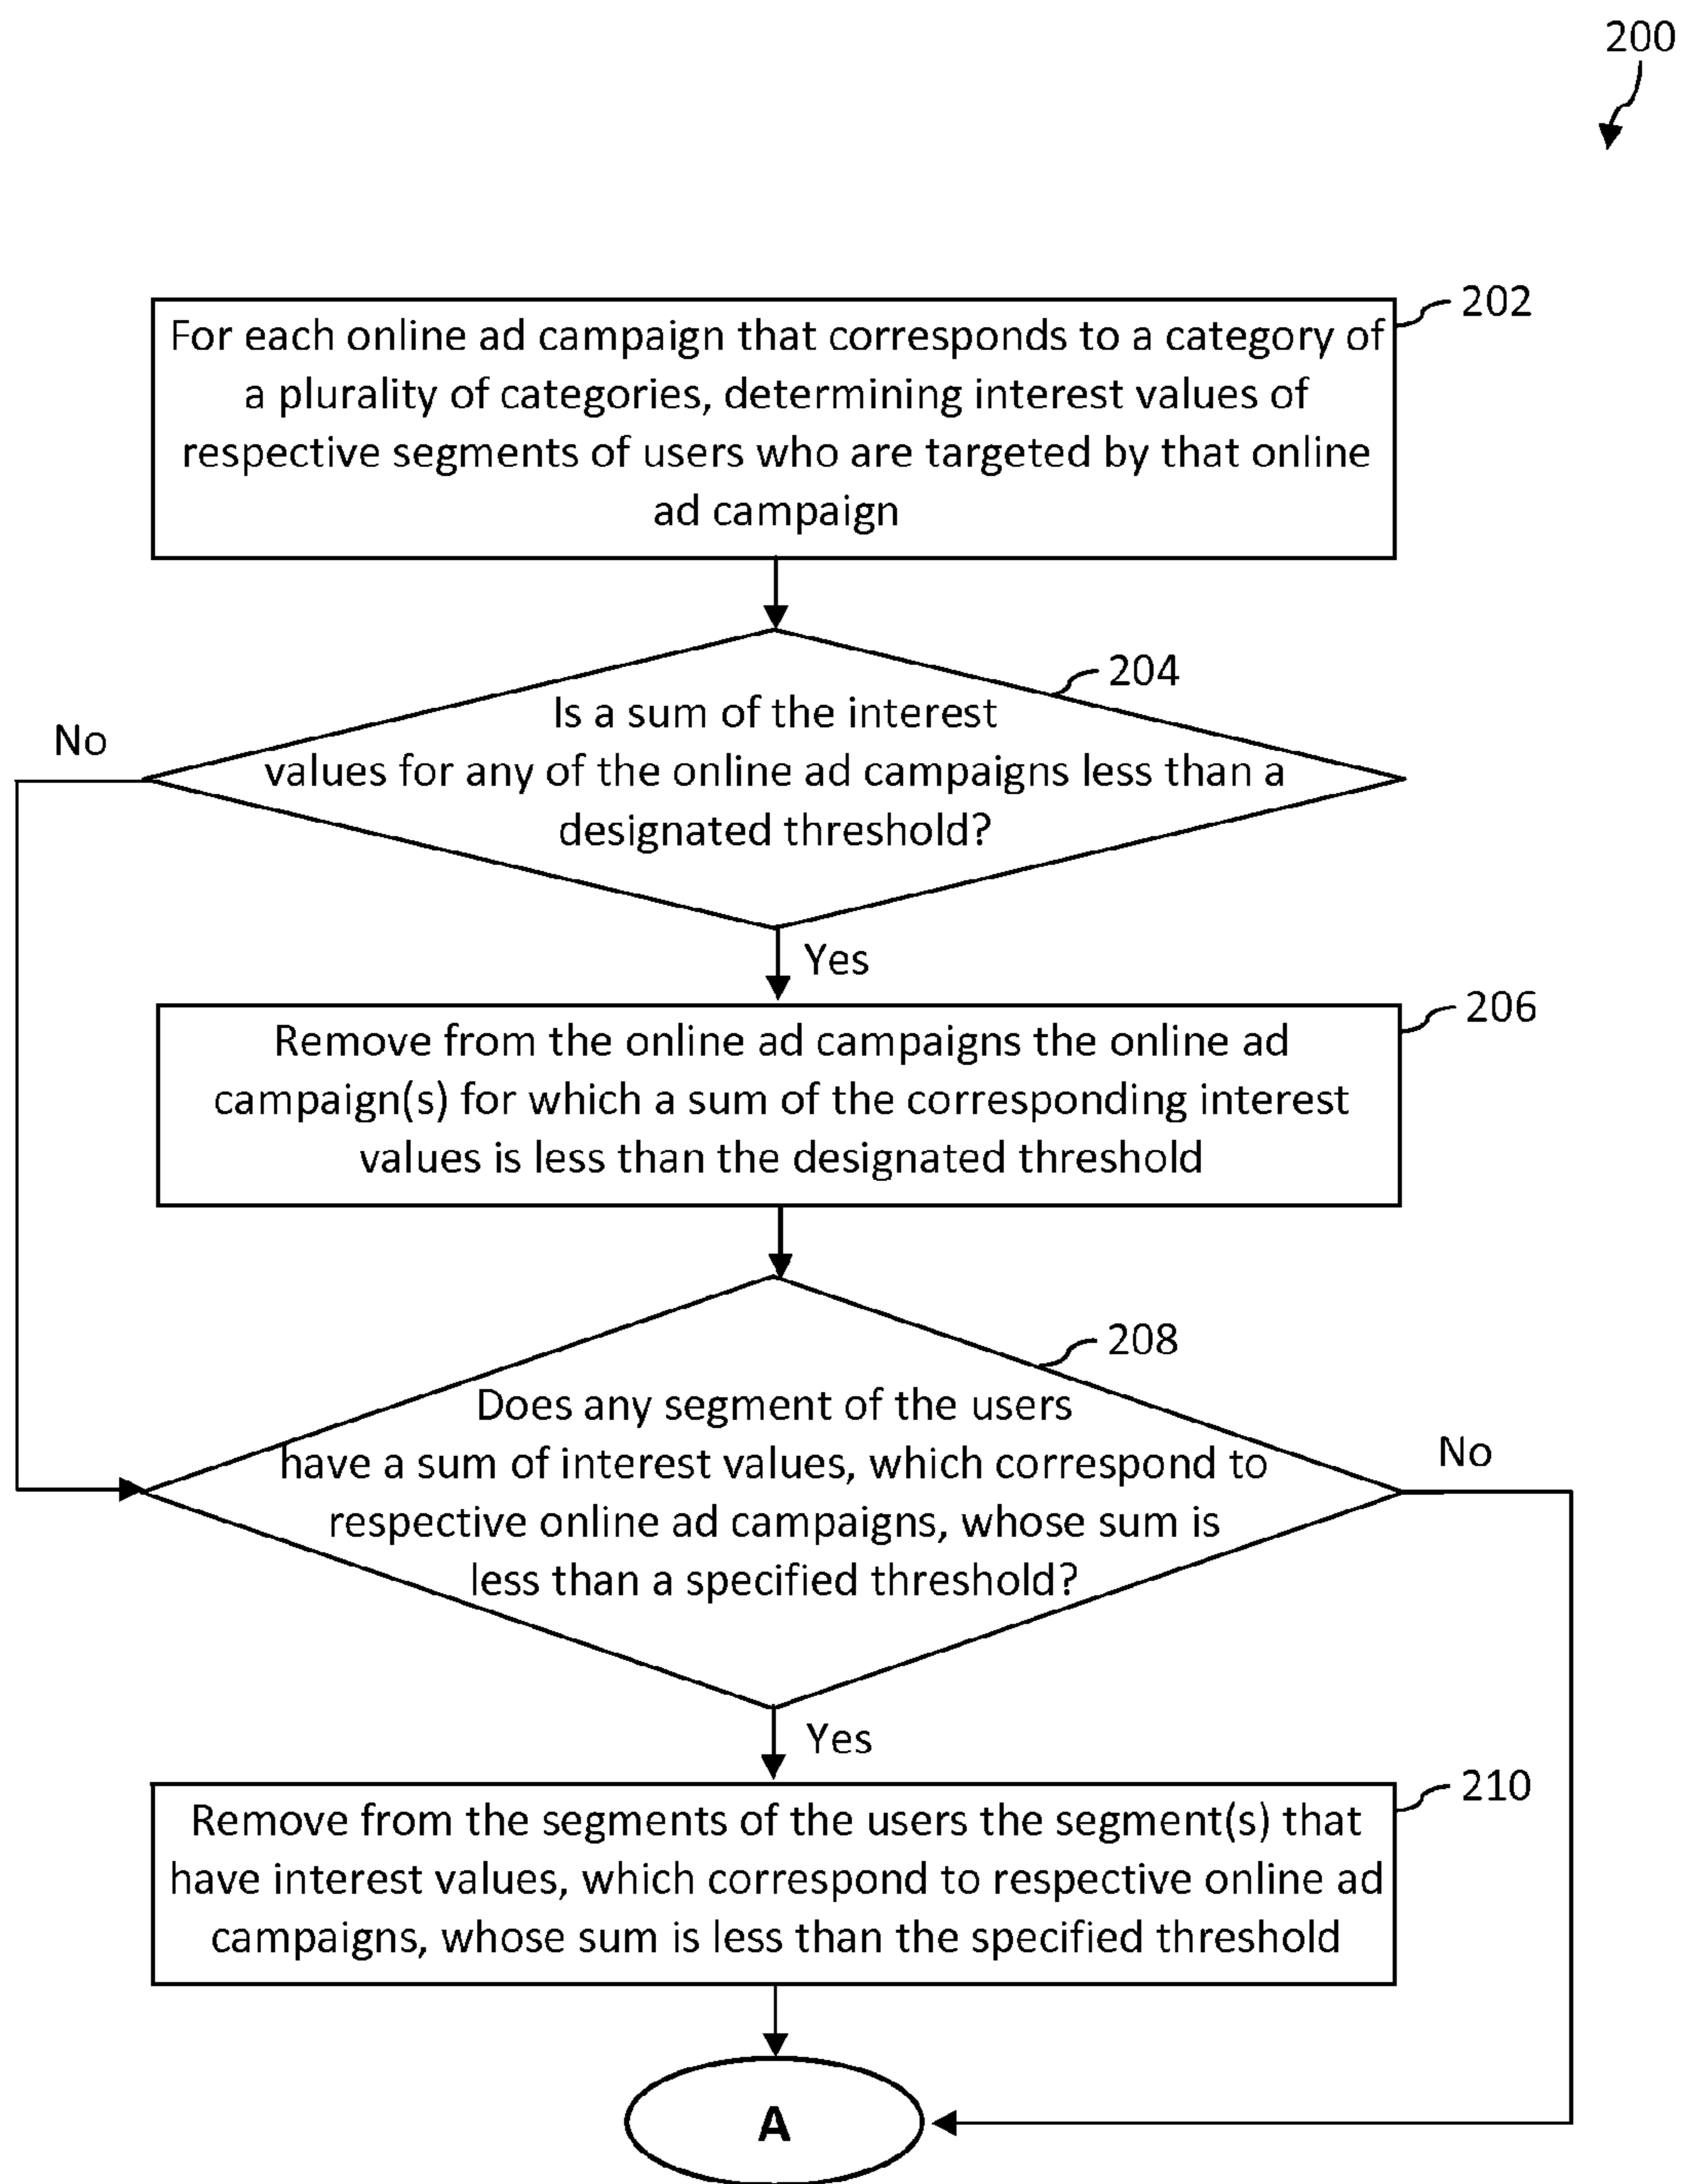 200
202
For each online ad campaign that corresponds to a category of
a plurality of categories, determining interest values of
respective segments of users who are targeted by that online
ad campaign
204
Is a sum of the interest
values for any of the online ad campaigns less than a
designated threshold?
No
Yes
206
Remove from the online ad campaigns the online ad
campaign(s) for which a sum of the corresponding interest
values is less than the designated threshold
208
Does any segment of the users
have a sum of interest values, which correspond to
respective online ad campaigns, whose sum is
less than a specified threshold?
No
Yes
210
Remove from the segments of the users the segment(s) that
have interest values, which correspond to respective online ad
campaigns, whose sum is less than the specified threshold
A